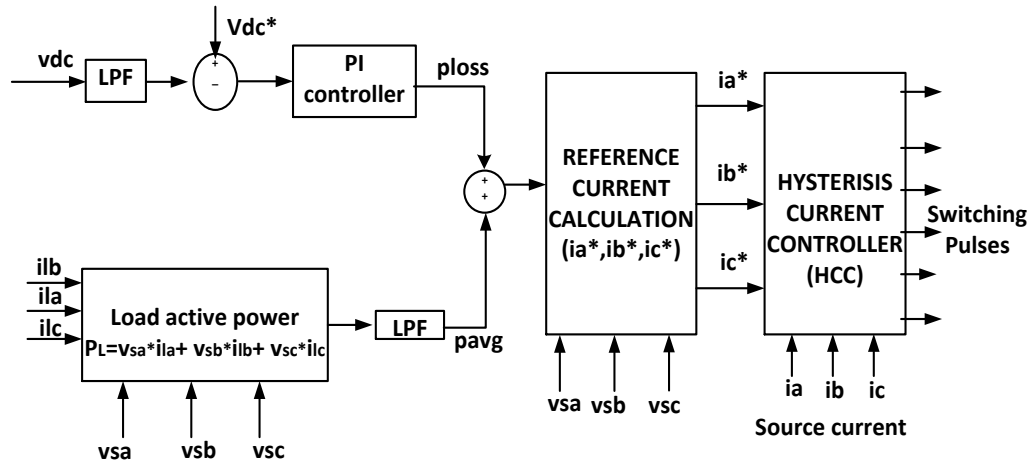 Vdc*
vdc
LPF
+
−
PI
controller
ploss
+
+
ilb
ila
ilc
Load active power
PL=vsa*ila+ vsb*ilb+ vsc*ilc
LPF
pavg
vsa
vsb
vsc
REFERENCE
CURRENT
CALCULATION
(ia*,ib*,ic*)
vsa
vsb
vsc
ia*
ib*
ic*
HYSTERISIS
CURRENT
CONTROLLER
(HCC)
Switching
Pulses
ia
ib
ic
Source current